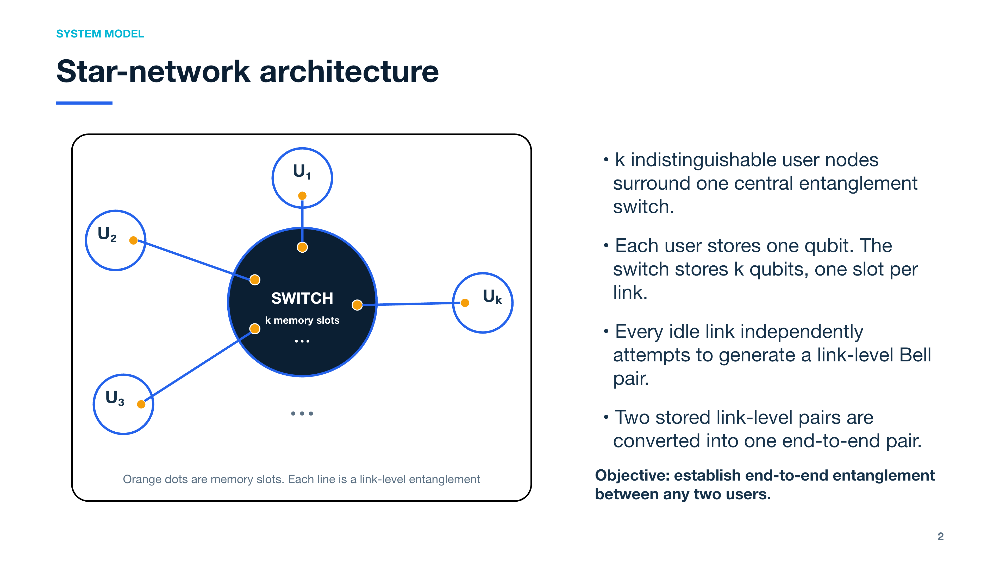 SYSTEM MODEL
Star-network architecture
U₁
U₂
SWITCH
k memory slots
...
Uₖ
U₃
...
Orange dots are memory slots. Each line is a link-level entanglement
• k indistinguishable user nodes
surround one central entanglement
switch.
• Each user stores one qubit. The
switch stores k qubits, one slot per
link.
• Every idle link independently
attempts to generate a link-level Bell
pair.
• Two stored link-level pairs are
converted into one end-to-end pair.
Objective: establish end-to-end entanglement
between any two users.
2